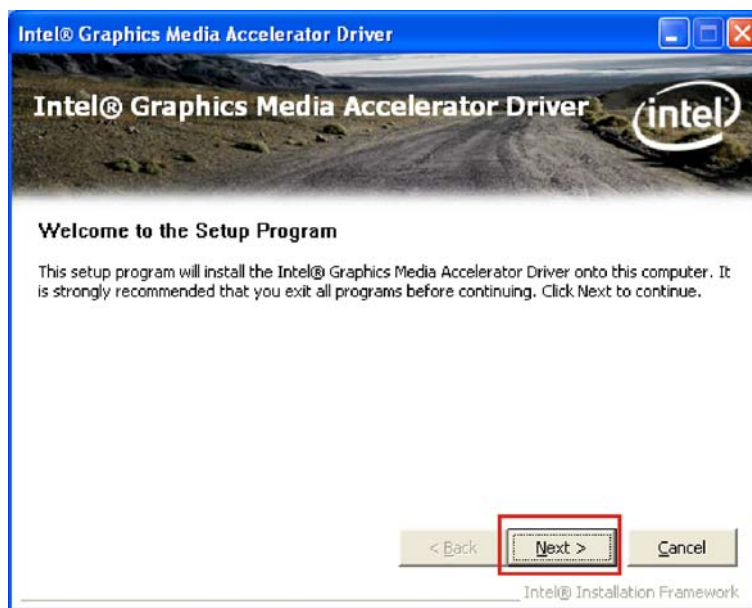 Intel® Graphics Media Accelerator Driver
Intel® Graphics Media Accelerator Driver
intel
Welcome to the Setup Program
This setup program will install the Intel® Graphics Media Accelerator Driver onto this computer. It
is strongly recommended that you exit all programs before continuing. Click Next to continue.
< Back Next > Cancel
Intel® Installation Framework